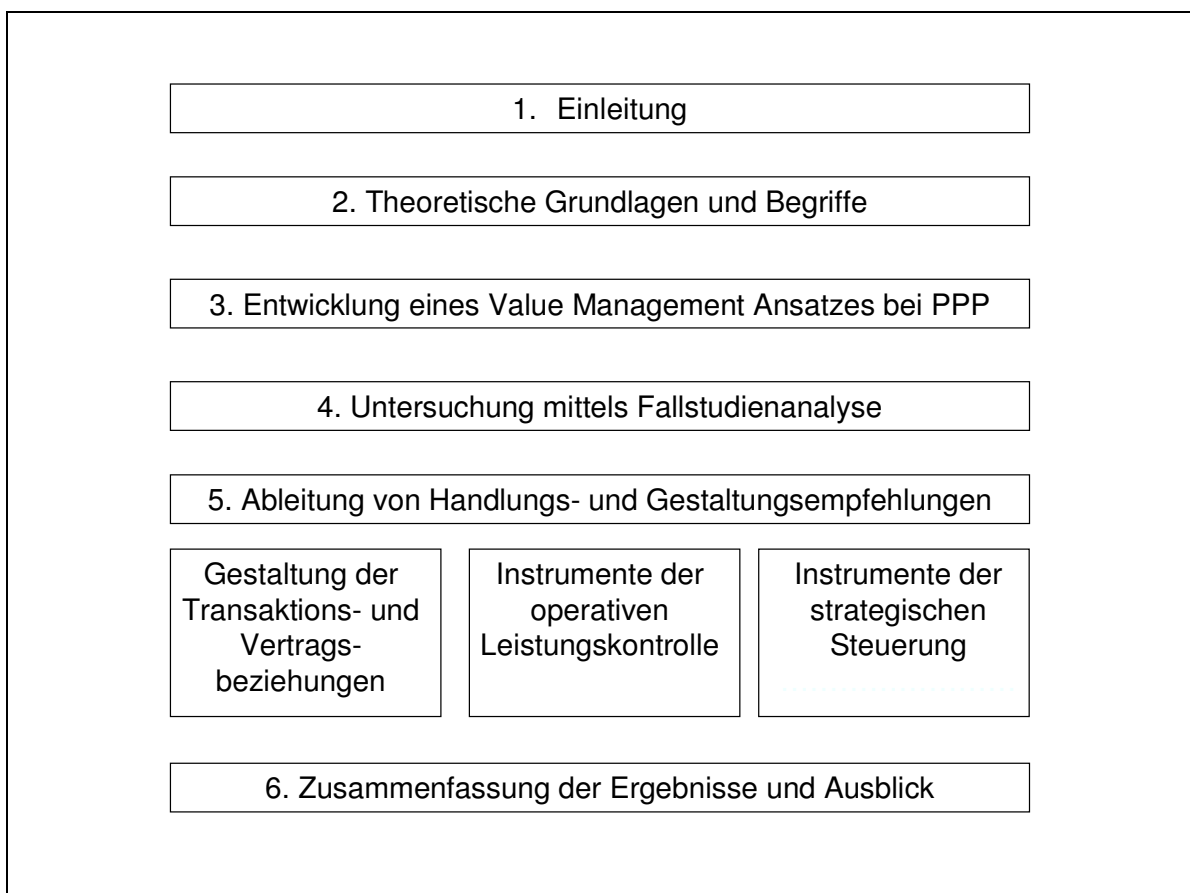 1. Einleitung
2. Theoretische Grundlagen und Begriffe
3. Entwicklung eines Value Management Ansatzes bei PPP
4. Untersuchung mittels Fallstudienanalyse
5. Ableitung von Handlungs- und Gestaltungsempfehlungen
Gestaltung der
Transaktions- und
Vertrags-
beziehungen
Instrumente der
operativen
Leistungskontrolle
Instrumente der
strategischen
Steuerung
6. Zusammenfassung der Ergebnisse und Ausblick